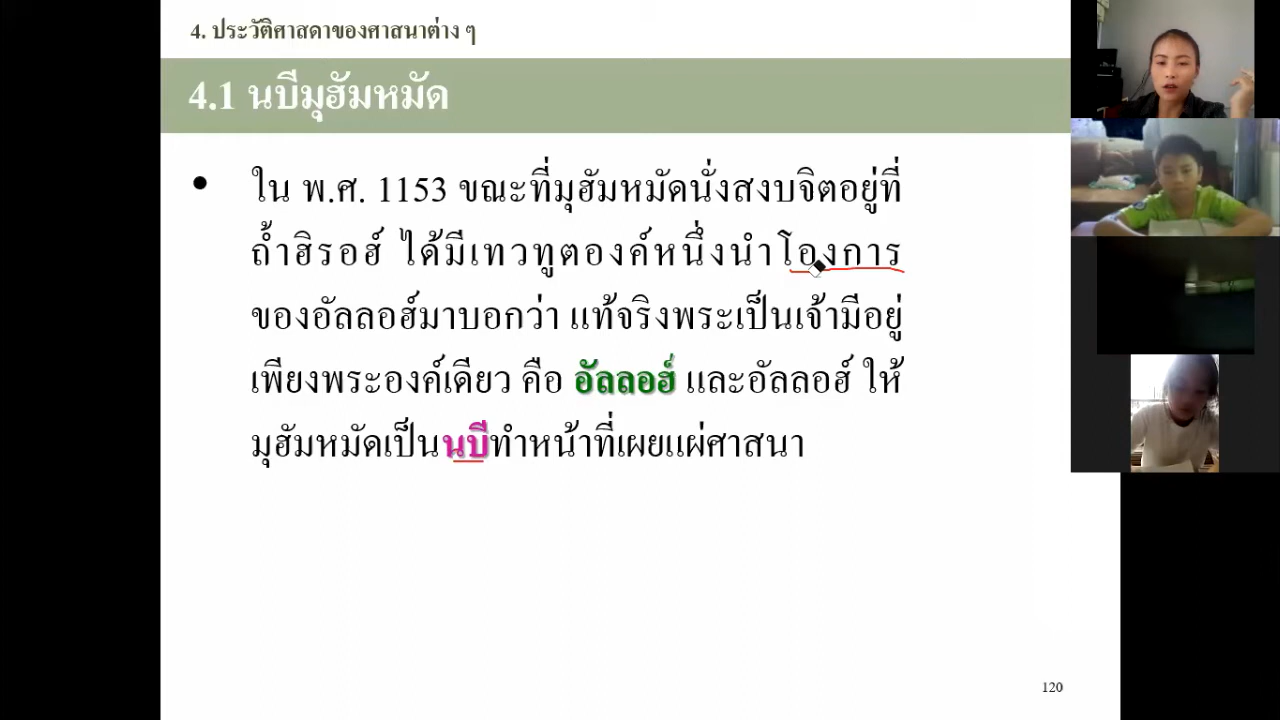 4. ประวัติศาสดาของศาสนาต่าง ๆ
4.1 นบีมุฮัมหมัด
• ใน พ.ศ. 1153 ขณะที่มุฮัมหมัดนั่งสงบจิตอยู่ที่
ถ้ำฮิรอฮ์ ได้มีเทวทูตองค์หนึ่งนำโองการ
ของอัลลอฮ์มาบอกว่า แท้จริงพระเป็นเจ้ามีอยู่
เพียงพระองค์เดียว คือ อัลลอฮ์ และอัลลอฮ์ ให้
มุฮัมหมัดเป็นนบีทำหน้าที่เผยแผ่ศาสนา
120